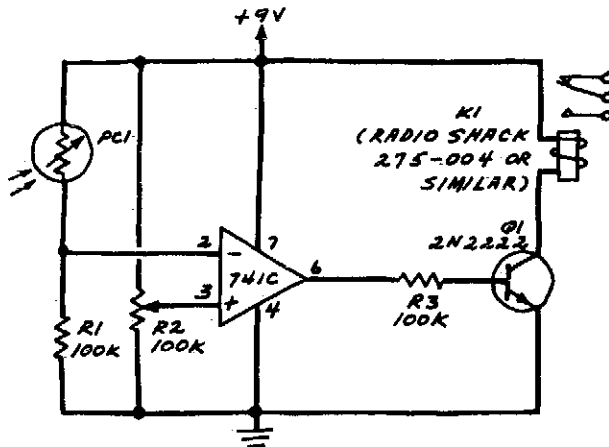 +9V
PC1
K1
(RADIO SHACK
275-004 OR
SIMILAR)
Q1
2N2222
2
7
-
741C
6
3
+
4
R1
100K
R2
100K
R3
100K